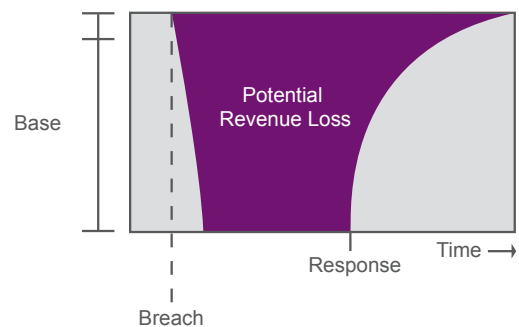 Potential
Revenue Loss
Base
Time
Response
Breach